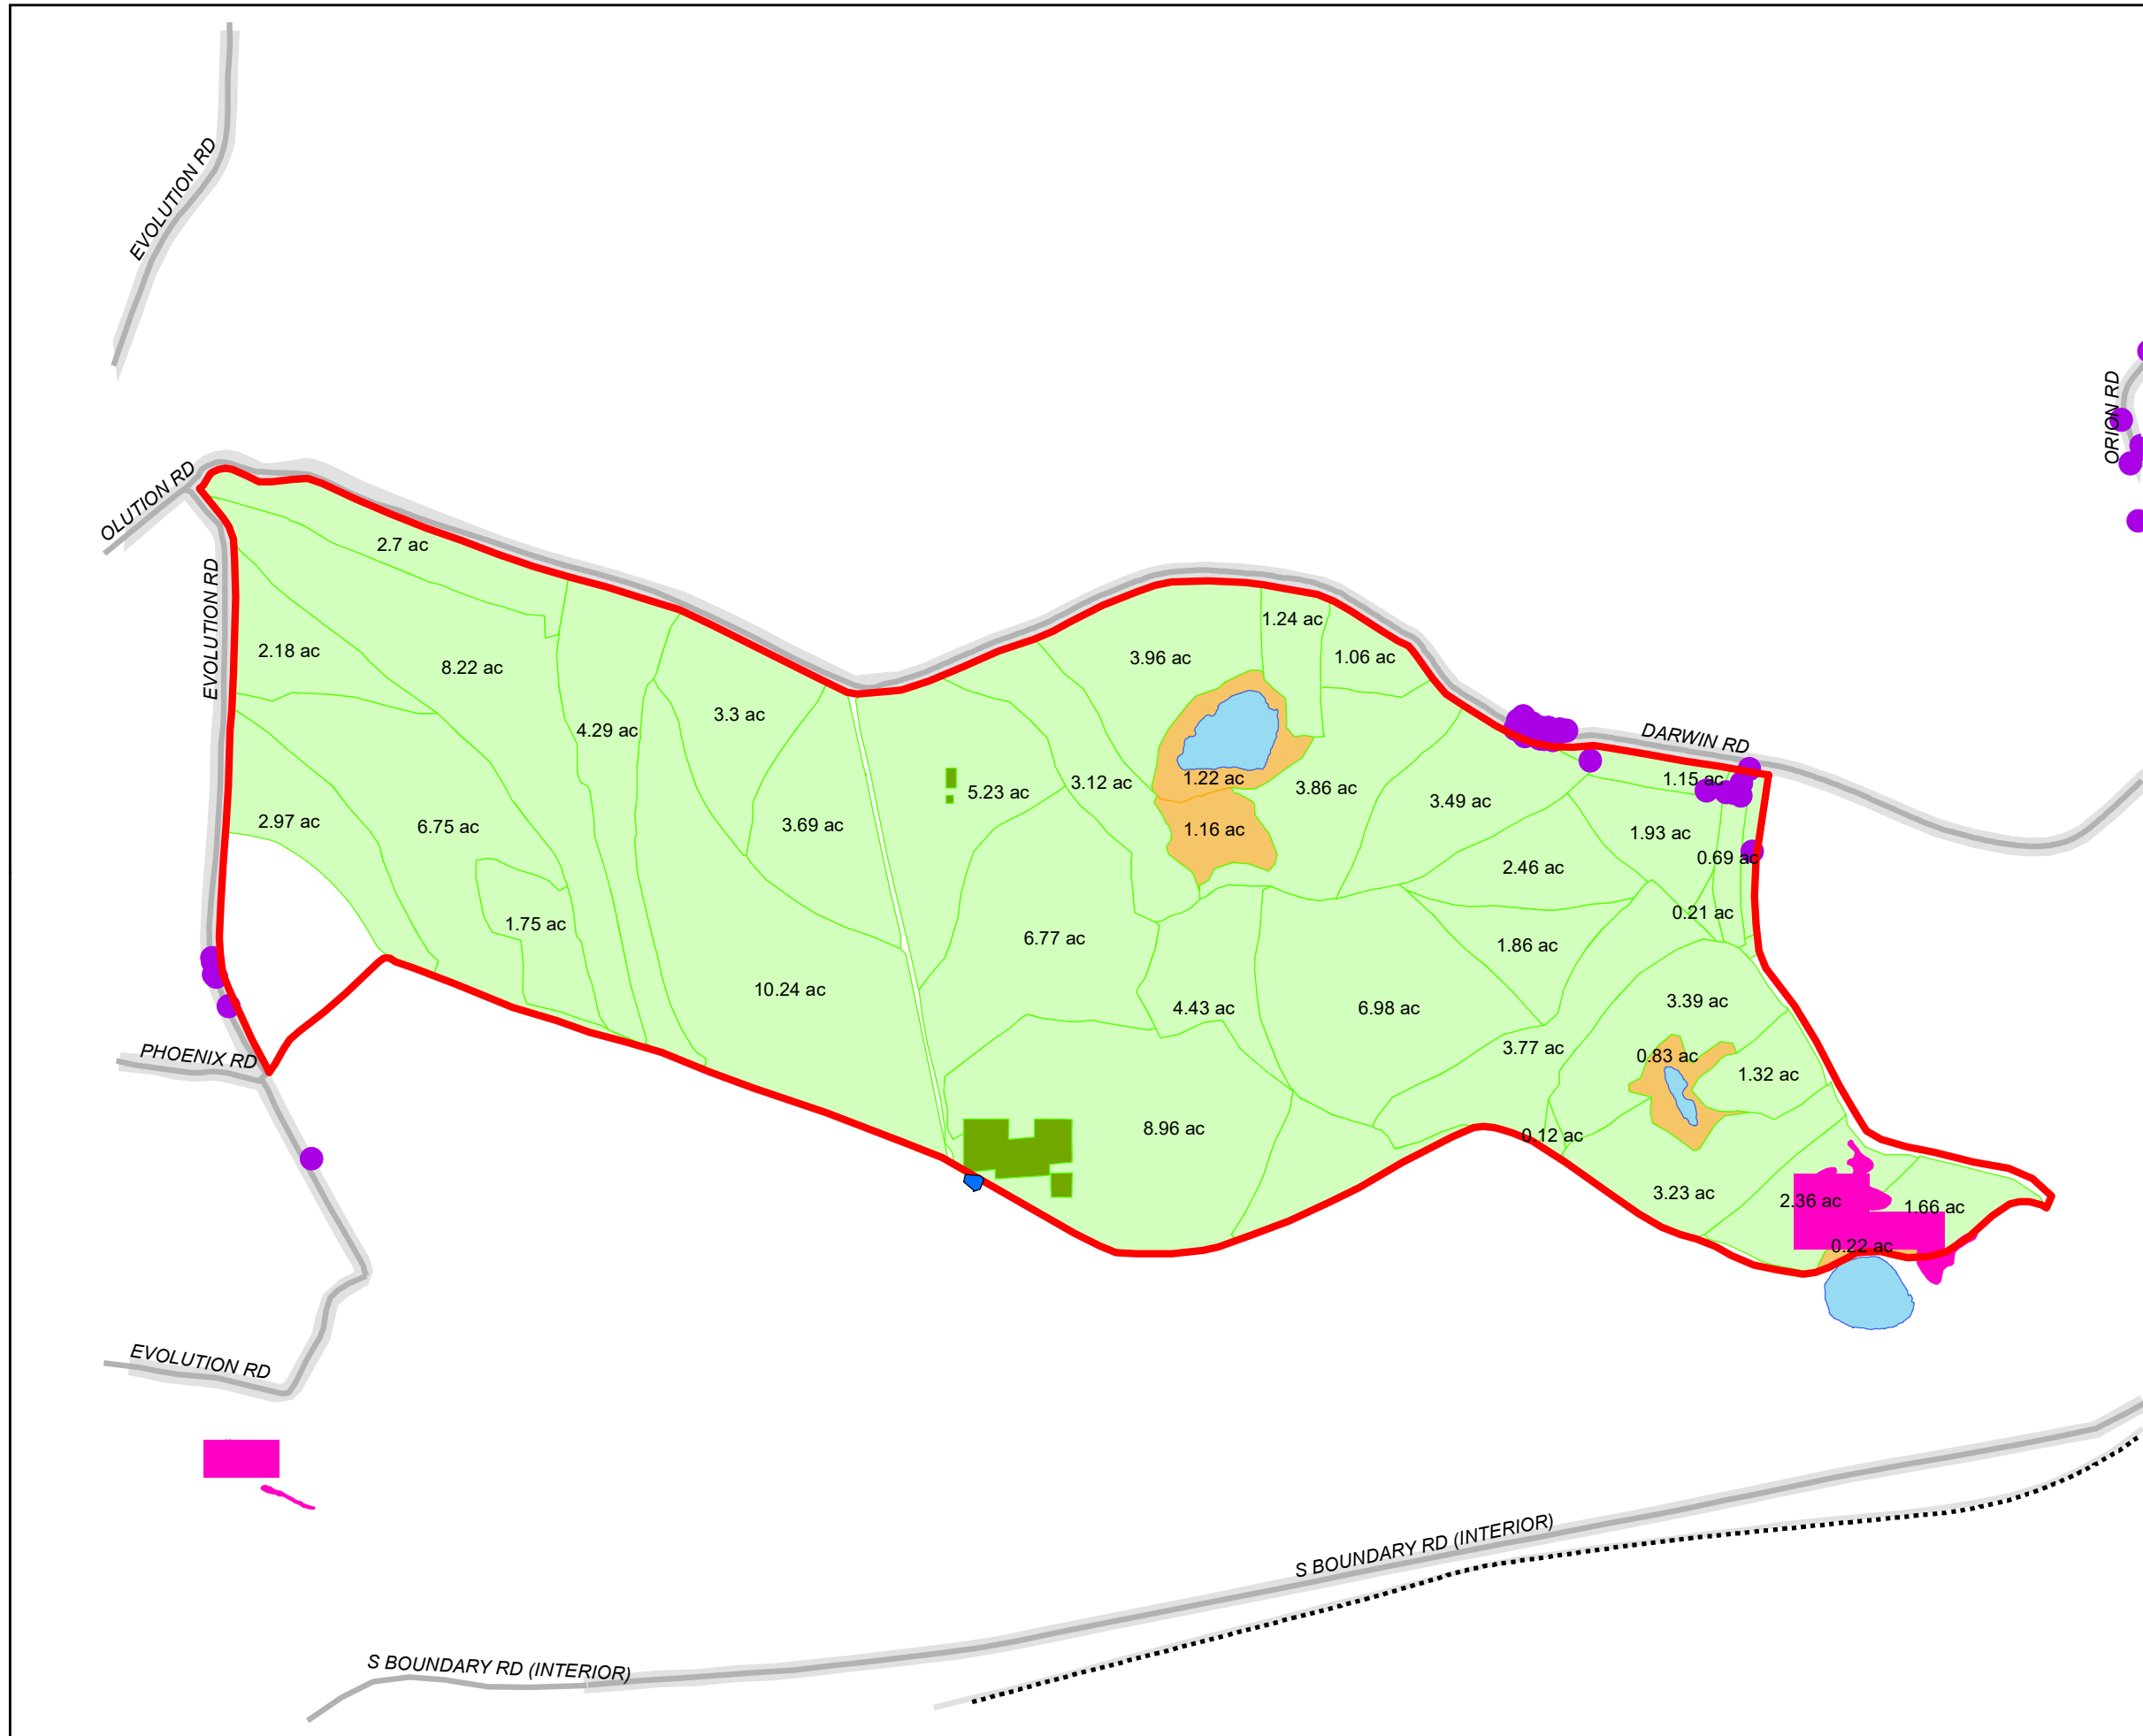 EVOLUTION RD
ORION RD
OLUTION RD
2.7 ac
EVOLUTION RD
1.24 ac
2.18 ac
8.22 ac
3.96 ac
1.06 ac
4.29 ac
3.3 ac
DARWIN RD
5.23 ac
3.12 ac
1.22 ac
3.86 ac
1.15 ac
3.49 ac
2.97 ac
6.75 ac
3.69 ac
1.16 ac
1.93 ac
2.46 ac
0.69 ac
1.75 ac
0.21 ac
6.77 ac
1.86 ac
10.24 ac
4.43 ac
6.98 ac
3.39 ac
PHOENIX RD
3.77 ac
0.83 ac
1.32 ac
8.96 ac
0.12 ac
3.23 ac
2.36 ac
1.66 ac
0.22 ac
EVOLUTION RD
S BOUNDARY RD (INTERIOR)
S BOUNDARY RD (INTERIOR)